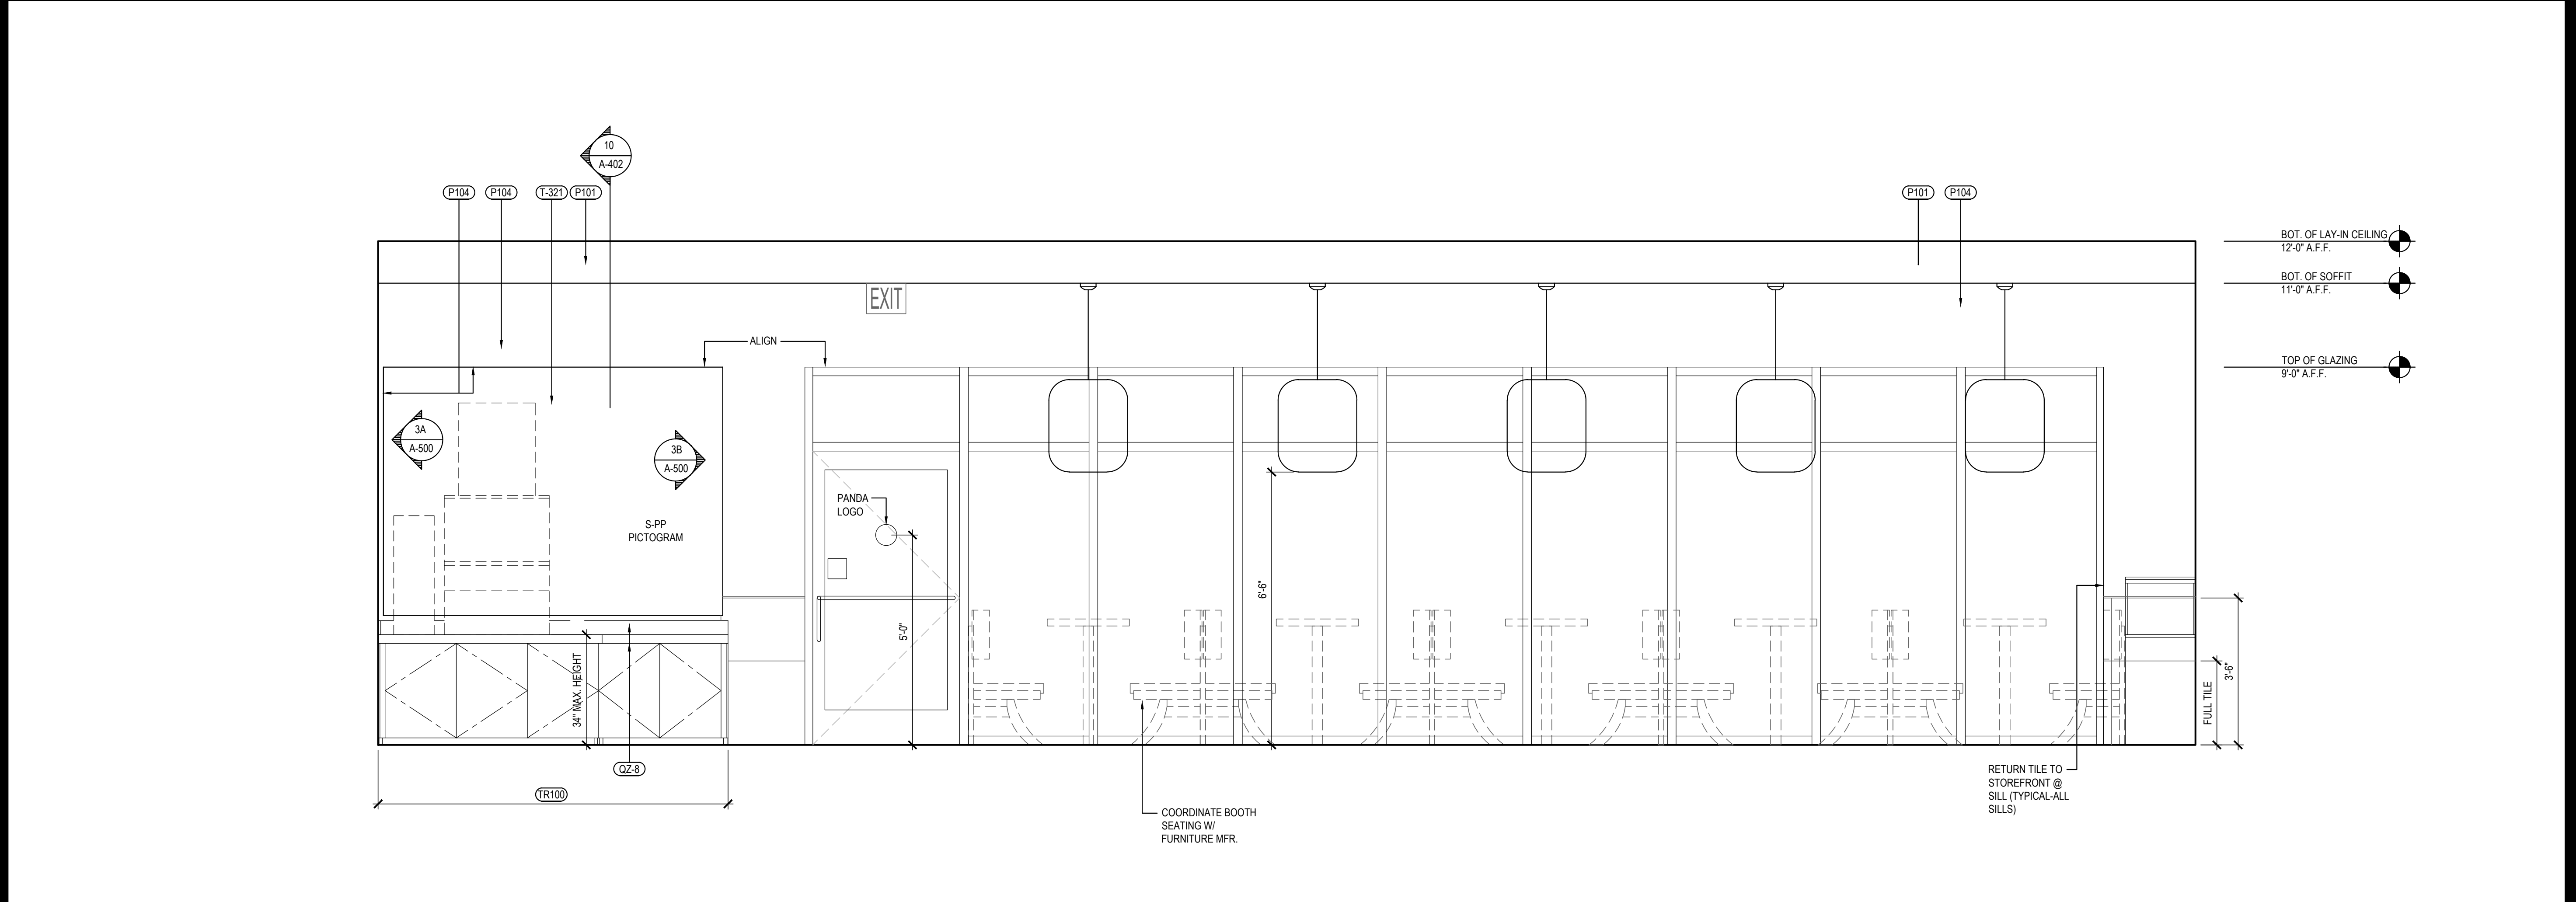 10
A-402
P104
P104
T-321
P101
P101
P104
BOT. OF LAY-IN CEILING
12'-0" A.F.F.
BOT. OF SOFFIT
11'-0" A.F.F.
EXIT
ALIGN
TOP OF GLAZING
9'-0" A.F.F.
3A
A-500
3B
A-500
S-PP
PICTOGRAM
PANDA
LOGO
6'-6"
5'-0"
34" MAX. HEIGHT
FULL TILE
3'-6"
QZ-8
TR100
COORDINATE BOOTH
SEATING W/
FURNITURE MFR.
RETURN TILE TO
STOREFRONT @
SILL (TYPICAL-ALL
SILLS)